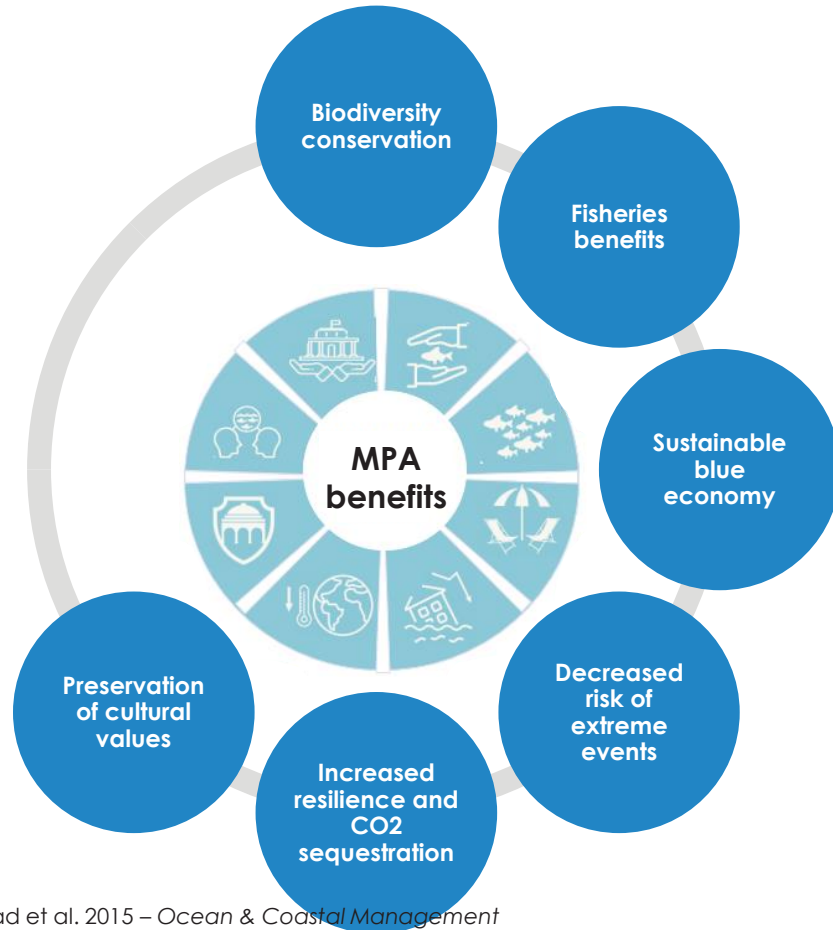 Biodiversity
conservation
Fisheries
benefits
MPA
benefits
Sustainable
blue
economy
Decreased
risk of
extreme
events
Preservation
of cultural
values
Increased
resilience and
CO2
sequestration
et al. 2015 – Ocean & Coastal Management